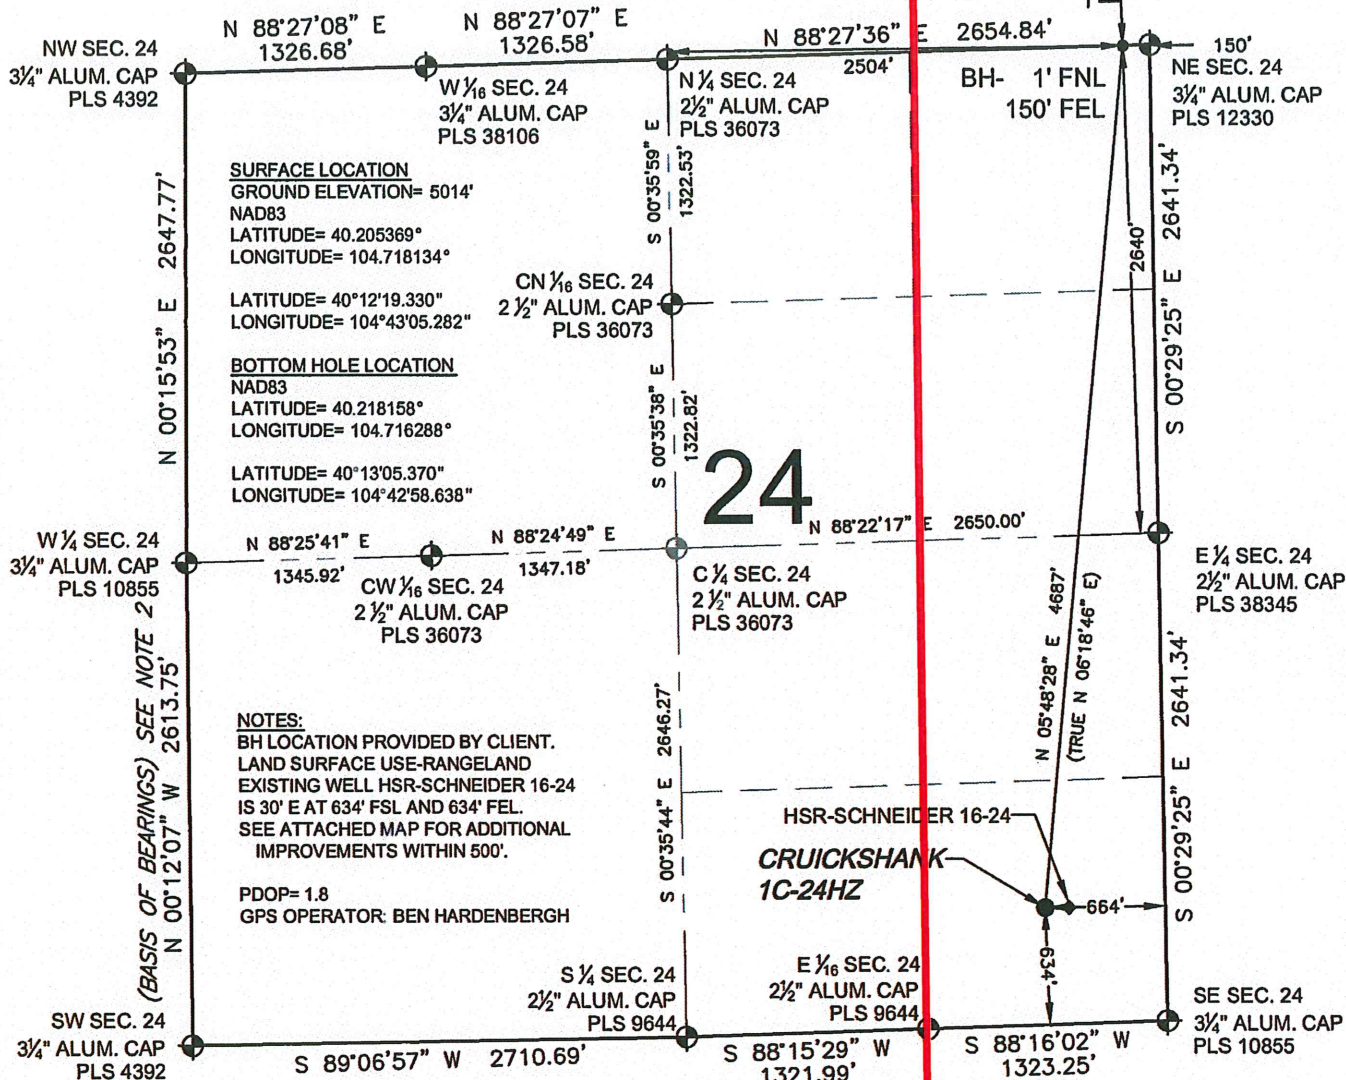 N 88°27'08" E
1326.68'
N 88°27'07" E
1326.58'
N 88°27'36" E 2654.84'
2504'
150'
NW SEC. 24
3¼" ALUM. CAP
PLS 4392
W 1⁄16 SEC. 24
3¼" ALUM. CAP
PLS 38106
N ¼ SEC. 24
2½" ALUM. CAP
PLS 36073
BH- 1' FNL
150' FEL
NE SEC. 24
3¼" ALUM. CAP
PLS 12330
N 00°15'53" E 2647.77'
SURFACE LOCATION
GROUND ELEVATION= 5014'
NAD83
LATITUDE= 40.205369°
LONGITUDE= 104.718134°
LATITUDE= 40°12'19.330"
LONGITUDE= 104°43'05.282"
BOTTOM HOLE LOCATION
NAD83
LATITUDE= 40.218158°
LONGITUDE= 104.716288°
LATITUDE= 40°13'05.370"
LONGITUDE= 104°42'58.638"
S 00°35'59" E
1322.53'
CN 1⁄16 SEC. 24
2 ½" ALUM. CAP
PLS 36073
S 00°35'38" E
1322.82'
2640'
S 00°29'25" E 2641.34'
24
W ¼ SEC. 24
3¼" ALUM. CAP
PLS 10855
N 88°25'41" E
1345.92'
N 88°24'49" E
1347.18'
N 88°22'17" E 2650.00'
CW 1⁄16 SEC. 24
2 ½" ALUM. CAP
PLS 36073
C ¼ SEC. 24
2 ½" ALUM. CAP
PLS 36073
E ¼ SEC. 24
2½" ALUM. CAP
PLS 38345
(BASIS OF BEARINGS) SEE NOTE 2
N 00°12'07" W 2613.75'
NOTES:
BH LOCATION PROVIDED BY CLIENT.
LAND SURFACE USE-RANGELAND
EXISTING WELL HSR-SCHNEIDER 16-24
IS 30' E AT 634' FSL AND 634' FEL.
SEE ATTACHED MAP FOR ADDITIONAL
IMPROVEMENTS WITHIN 500'.
PDOP= 1.8
GPS OPERATOR: BEN HARDENBERGH
S 00°35'44" E 2646.27'
N 05°48'28" E 4687'
(TRUE N 06°18'46" E)
S 00°29'25" E 2641.34'
HSR-SCHNEIDER 16-24
CRUICKSHANK
1C-24HZ
664'
634'
S ¼ SEC. 24
2½" ALUM. CAP
PLS 9644
E 1⁄16 SEC. 24
2½" ALUM. CAP
PLS 9644
SE SEC. 24
3¼" ALUM. CAP
PLS 10855
SW SEC. 24
3¼" ALUM. CAP
PLS 4392
S 89°06'57" W 2710.69'
S 88°15'29" W
1321.99'
S 88°16'02" W
1323.25'